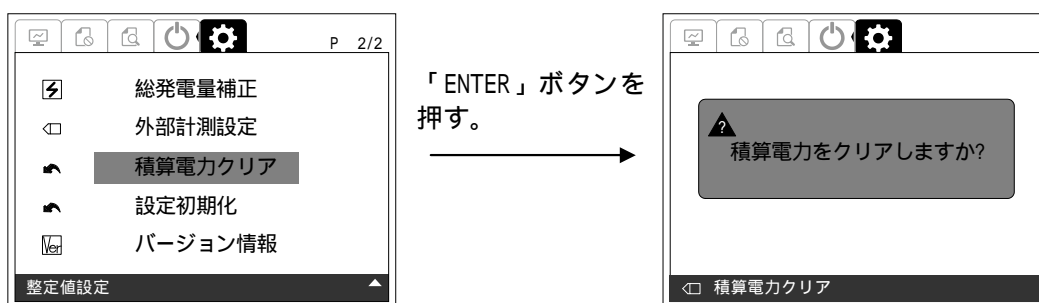 P 2/2
総発電量補正
外部計測設定
積算電力クリア
設定初期化
Ver
バージョン情報
整定値設定
「ENTER」ボタンを
押す。
?
積算電力をクリアしますか?
積算電力クリア